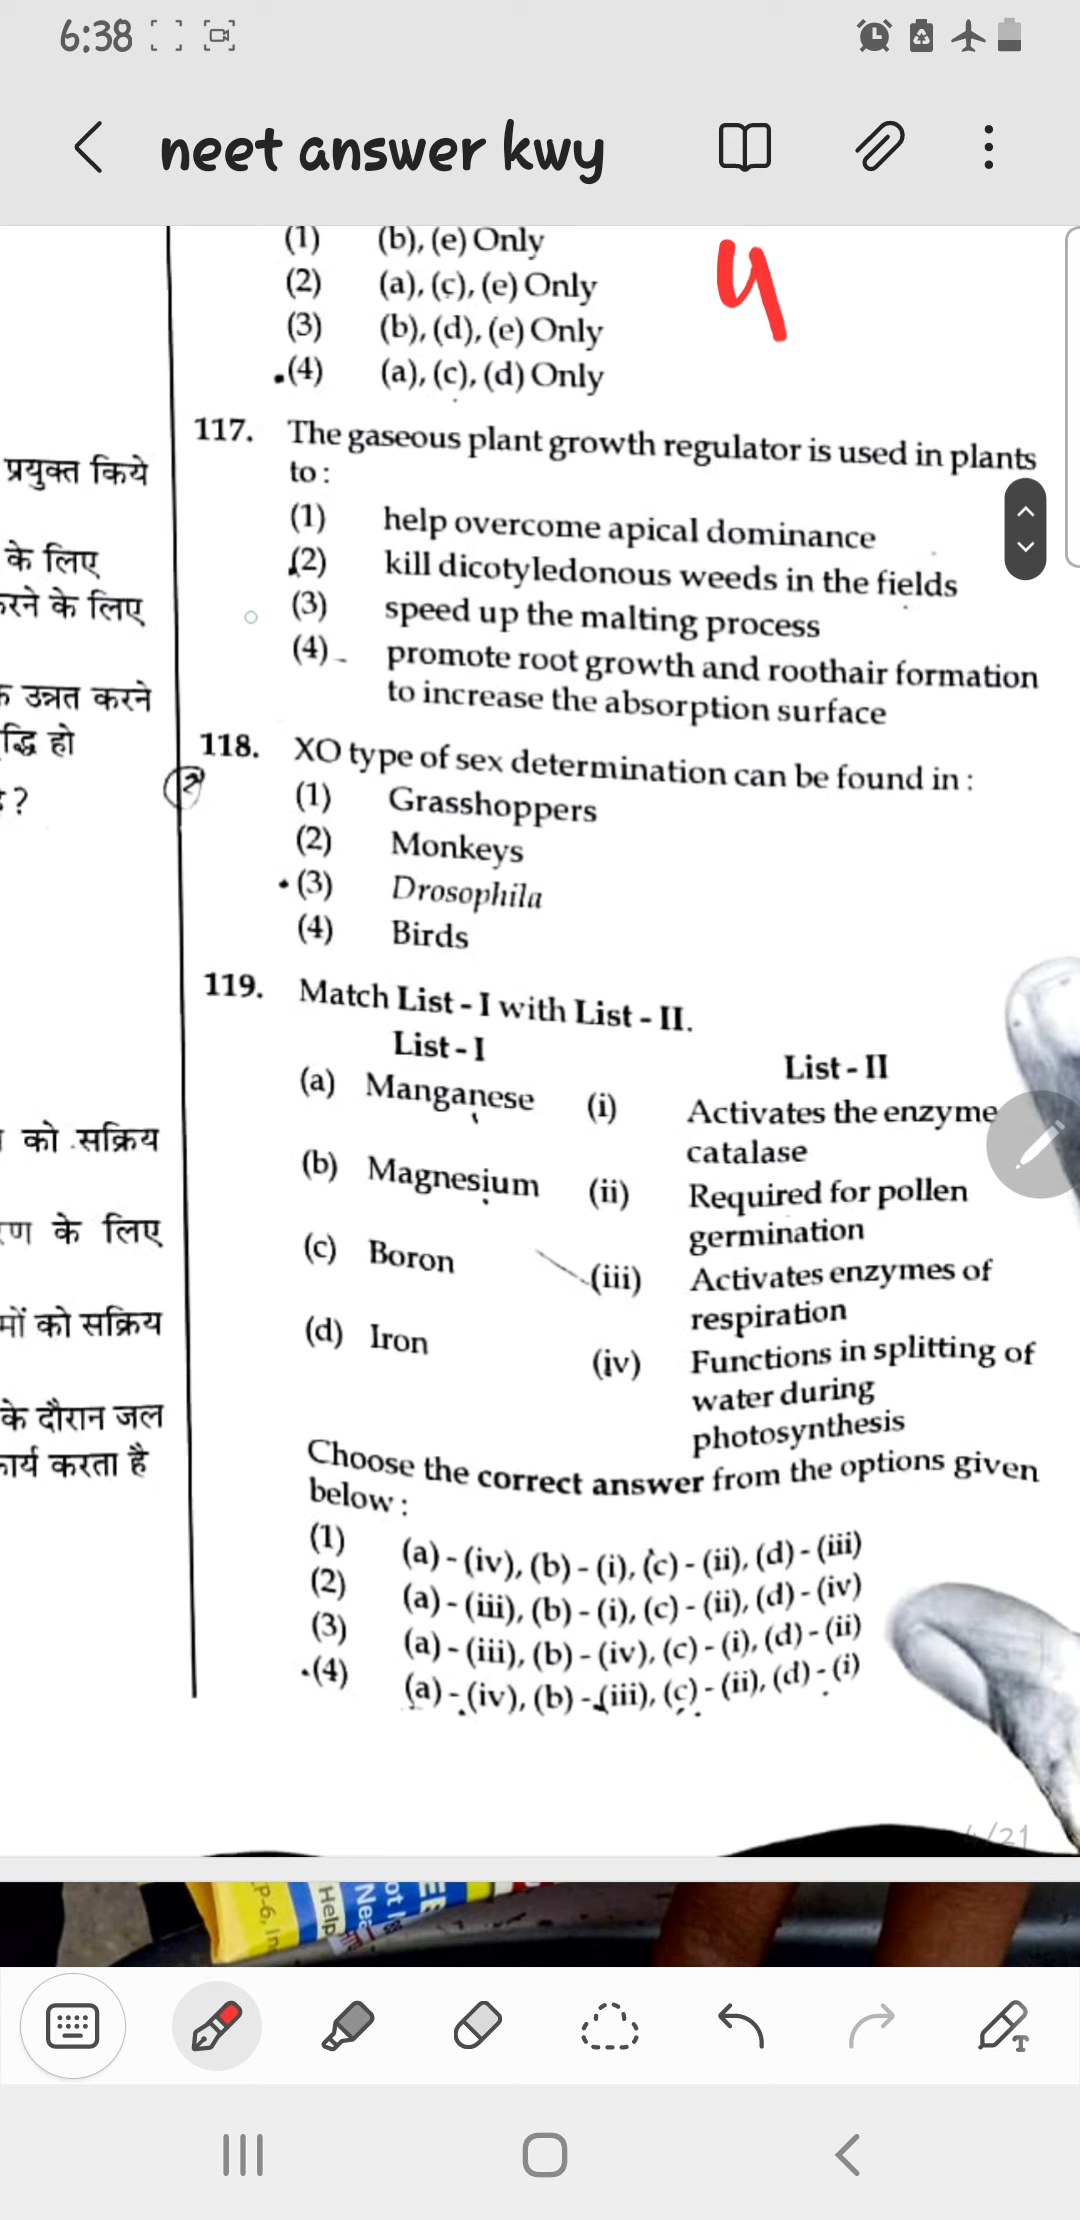 6:38
neet answer kwy
(1) (b), (e) Only
4
(2) (a), (c), (e) Only
(3) (b), (d), (e) Only
.(4) (a), (c), (d) Only
117. The gaseous plant growth regulator is used in plants
to :
(1) help overcome apical dominance
(2) kill dicotyledonous weeds in the fields
(3) speed up the malting process
(4) promote root growth and roothair formation
to increase the absorption surface
118. XO type of sex determination can be found in :
(1) Grasshoppers
(2) Monkeys
(3) Drosophila
(4) Birds
119. Match List - I with List - II.
List - I
List - II
(a) Manganese (i) Activates the enzyme
catalase
(b) Magnesium (ii) Required for pollen
germination
(c) Boron (iii) Activates enzymes of
respiration
(d) Iron (iv) Functions in splitting of
water during
photosynthesis
Choose the correct answer from the options given
below :
(1) (a) - (iv), (b) - (i), (c) - (ii), (d) - (iii)
(2) (a) - (iii), (b) - (i), (c) - (ii), (d) - (iv)
(3) (a) - (iii), (b) - (iv), (c) - (i), (d) - (ii)
(4) (a) - (iv), (b) - (iii), (c) - (ii), (d) - (i)
प्रयुक्त किये
के लिए
करने के लिए
उन्नत करने
द्धि हो
है ?
को सक्रिय
के लिए
को सक्रिय
के दौरान जल
कार्य करता है
4/21
P-6, In
Help